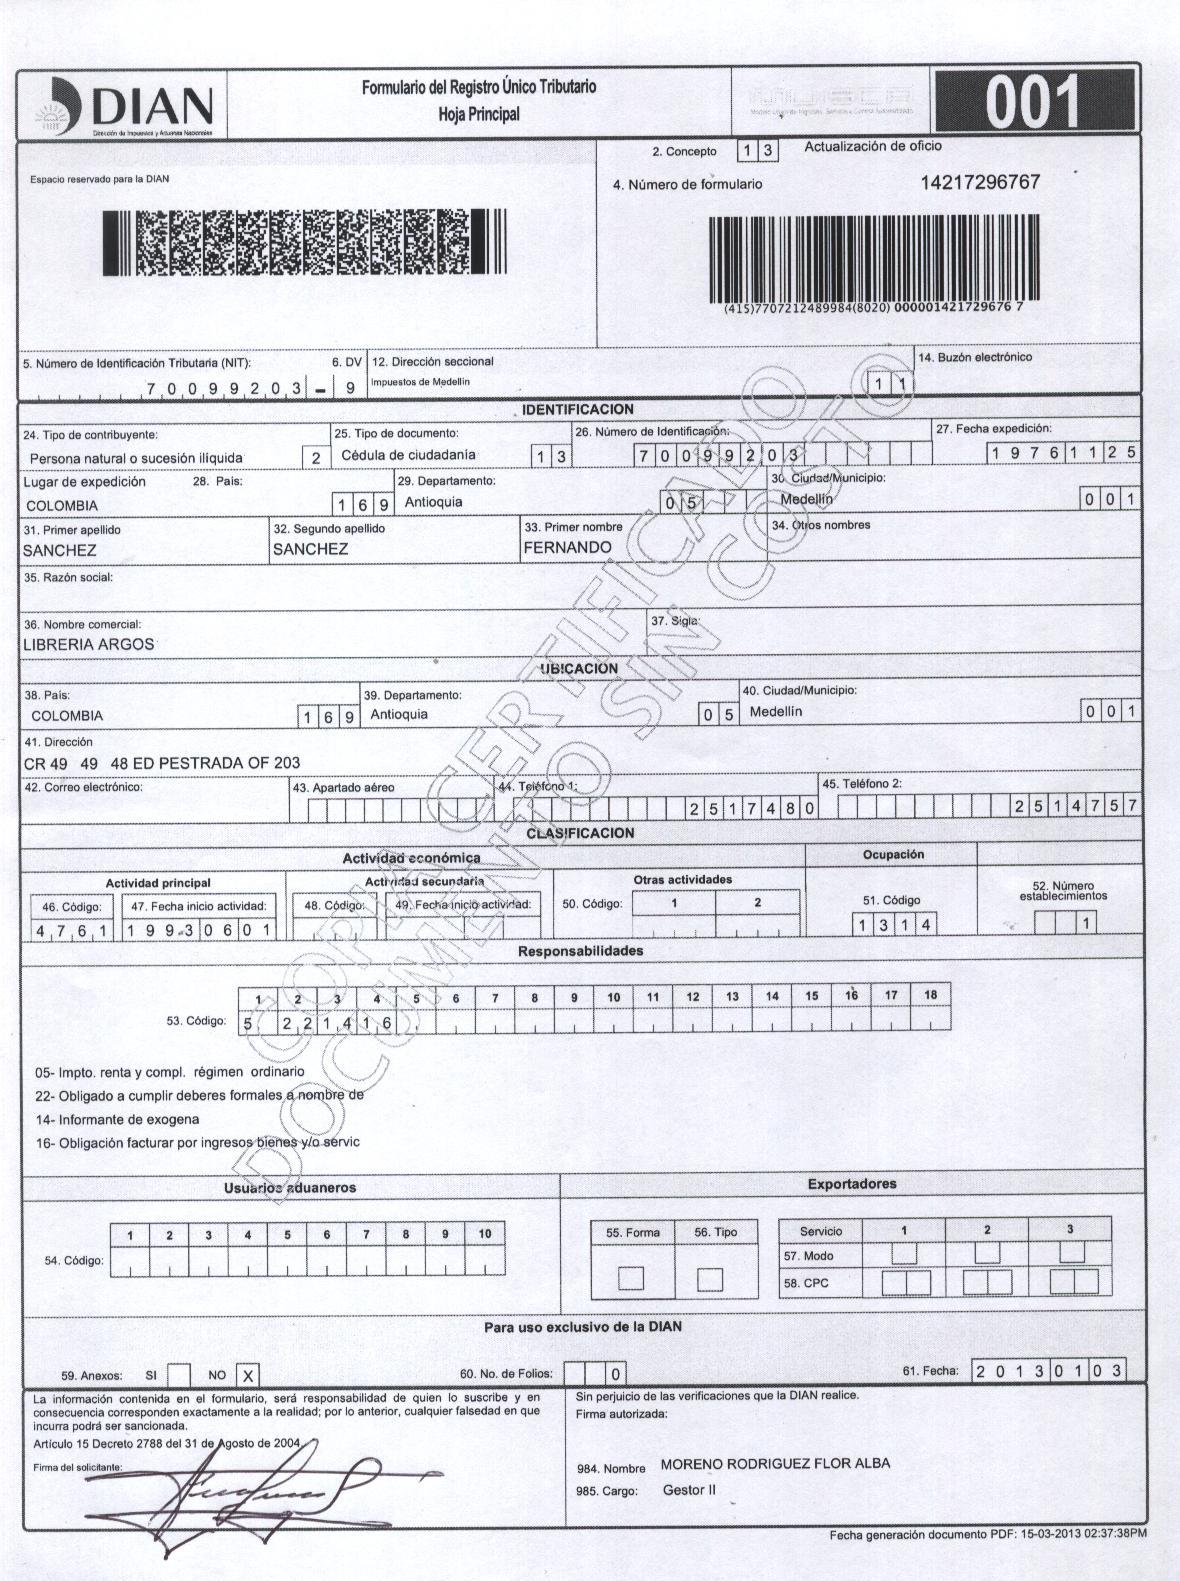 DIAN
Dirección de Impuestos y Aduanas Nacionales
Formulario del Registro Único Tributario
Hoja Principal
001
2. Concepto 1 3 Actualización de oficio
Espacio reservado para la DIAN
4. Número de formulario 14217296767
(415)7707212489984(8020) 000001421729676 7
5. Número de Identificación Tributaria (NIT): 6. DV 12. Dirección seccional 14. Buzón electrónico
7 0 0 9 9 2 0 3 - 9 Impuestos de Medellín 1 1
IDENTIFICACION
24. Tipo de contribuyente: 25. Tipo de documento: 26. Número de Identificación: 27. Fecha expedición:
Persona natural o sucesión ilíquida 2 Cédula de ciudadanía 1 3 7 0 0 9 9 2 0 3 1 9 7 6 1 1 2 5
Lugar de expedición 28. País: 29. Departamento: 30. Ciudad/Municipio:
COLOMBIA 1 6 9 Antioquia 0 5 Medellín 0 0 1
31. Primer apellido 32. Segundo apellido 33. Primer nombre 34. Otros nombres
SANCHEZ SANCHEZ FERNANDO
35. Razón social:
36. Nombre comercial: 37. Sigla:
LIBRERIA ARGOS
UBICACION
38. País: 39. Departamento: 40. Ciudad/Municipio:
COLOMBIA 1 6 9 Antioquia 0 5 Medellín 0 0 1
41. Dirección
CR 49 49 48 ED PESTRADA OF 203
42. Correo electrónico: 43. Apartado aéreo 44. Teléfono 1: 45. Teléfono 2:
2 5 1 7 4 8 0 2 5 1 4 7 5 7
CLASIFICACION
Actividad económica Ocupación
Actividad principal Actividad secundaria Otras actividades 52. Número establecimientos
46. Código: 47. Fecha inicio actividad: 48. Código: 49. Fecha inicio actividad: 50. Código: 1 2 51. Código
4 7 6 1 1 9 9 3 0 6 0 1 1 3 1 4 1
Responsabilidades
1 2 3 4 5 6 7 8 9 10 11 12 13 14 15 16 17 18
53. Código: 5 2 2 1 4 1 6
05- Impto. renta y compl. régimen ordinario
22- Obligado a cumplir deberes formales a nombre de
14- Informante de exogena
16- Obligación facturar por ingresos bienes y/o servic
COPIA CERTIFICADO
DOCUMENTO SIN COSTO
Usuarios aduaneros Exportadores
1 2 3 4 5 6 7 8 9 10 55. Forma 56. Tipo Servicio 1 2 3
54. Código: 57. Modo
58. CPC
Para uso exclusivo de la DIAN
59. Anexos: SI NO X 60. No. de Folios: 0 61. Fecha: 2 0 1 3 0 1 0 3
La información contenida en el formulario, será responsabilidad de quien lo suscribe y en
consecuencia corresponden exactamente a la realidad; por lo anterior, cualquier falsedad en que
incurra podrá ser sancionada.
Artículo 15 Decreto 2788 del 31 de Agosto de 2004.
Firma del solicitante:
Sin perjuicio de las verificaciones que la DIAN realice.
Firma autorizada:
984. Nombre MORENO RODRIGUEZ FLOR ALBA
985. Cargo: Gestor II
Fecha generación documento PDF: 15-03-2013 02:37:38PM